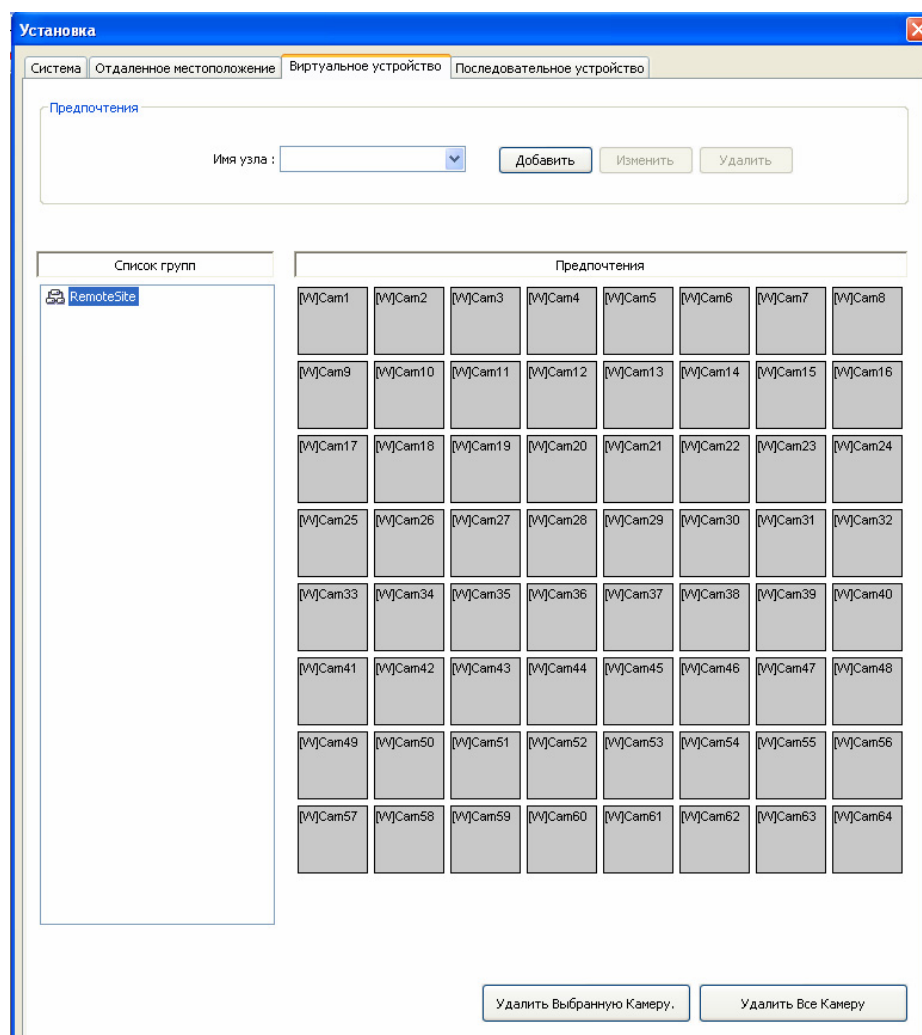 Установка
Система Отдаленное местоположение Виртуальное устройство Последовательное устройство
Предпочтения
Имя узла : Добавить Изменить Удалить
Список групп Предпочтения
RemoteSite
[W]Cam1 [W]Cam2 [W]Cam3 [W]Cam4 [W]Cam5 [W]Cam6 [W]Cam7 [W]Cam8
[W]Cam9 [W]Cam10 [W]Cam11 [W]Cam12 [W]Cam13 [W]Cam14 [W]Cam15 [W]Cam16
[W]Cam17 [W]Cam18 [W]Cam19 [W]Cam20 [W]Cam21 [W]Cam22 [W]Cam23 [W]Cam24
[W]Cam25 [W]Cam26 [W]Cam27 [W]Cam28 [W]Cam29 [W]Cam30 [W]Cam31 [W]Cam32
[W]Cam33 [W]Cam34 [W]Cam35 [W]Cam36 [W]Cam37 [W]Cam38 [W]Cam39 [W]Cam40
[W]Cam41 [W]Cam42 [W]Cam43 [W]Cam44 [W]Cam45 [W]Cam46 [W]Cam47 [W]Cam48
[W]Cam49 [W]Cam50 [W]Cam51 [W]Cam52 [W]Cam53 [W]Cam54 [W]Cam55 [W]Cam56
[W]Cam57 [W]Cam58 [W]Cam59 [W]Cam60 [W]Cam61 [W]Cam62 [W]Cam63 [W]Cam64
Удалить Выбранную Камеру. Удалить Все Камеру